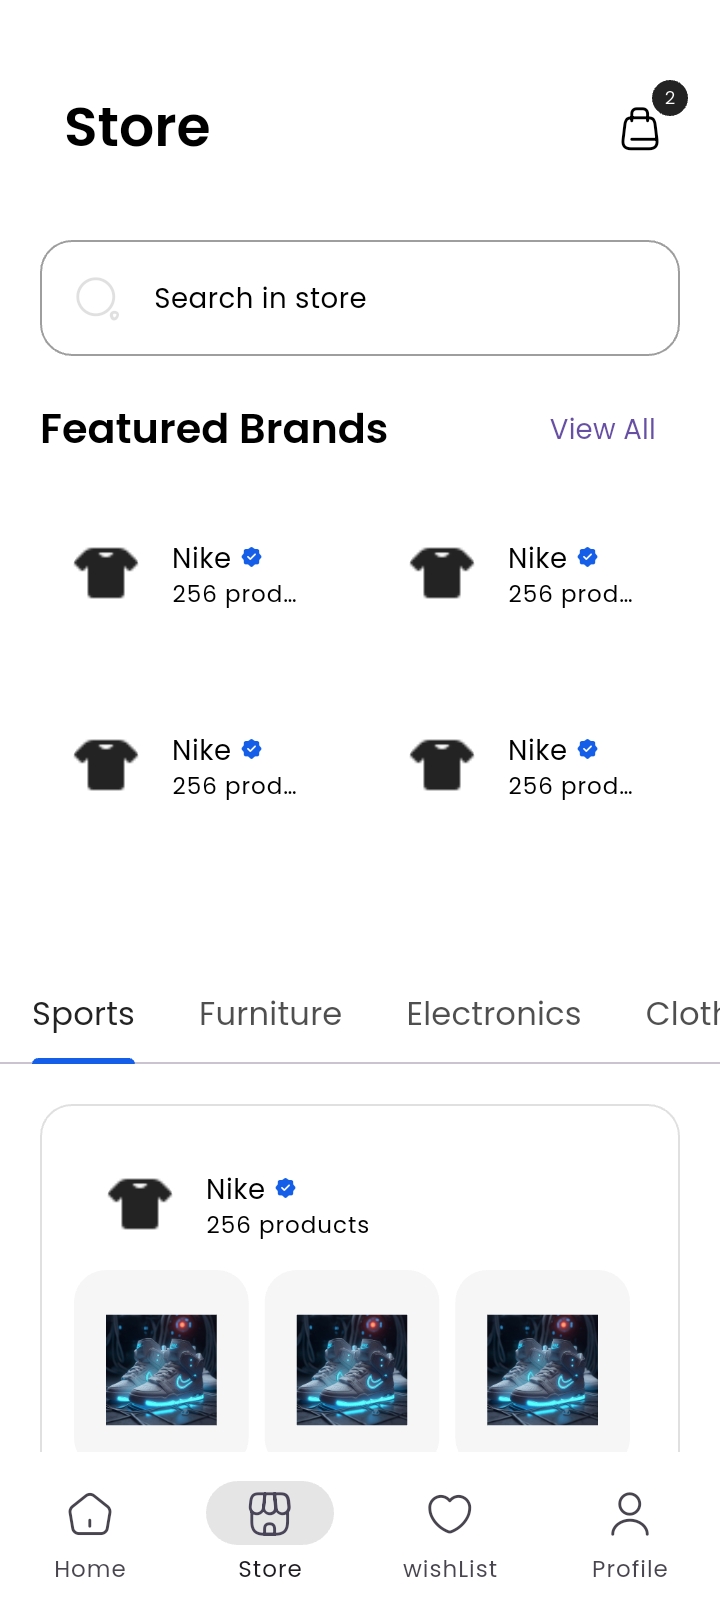 Store
2
Search in store
Featured Brands
View All
Nike
256 prod...
Nike
256 prod...
Nike
256 prod...
Nike
256 prod...
Sports
Furniture
Electronics
Cloth
Nike
256 products
Home
Store
wishList
Profile